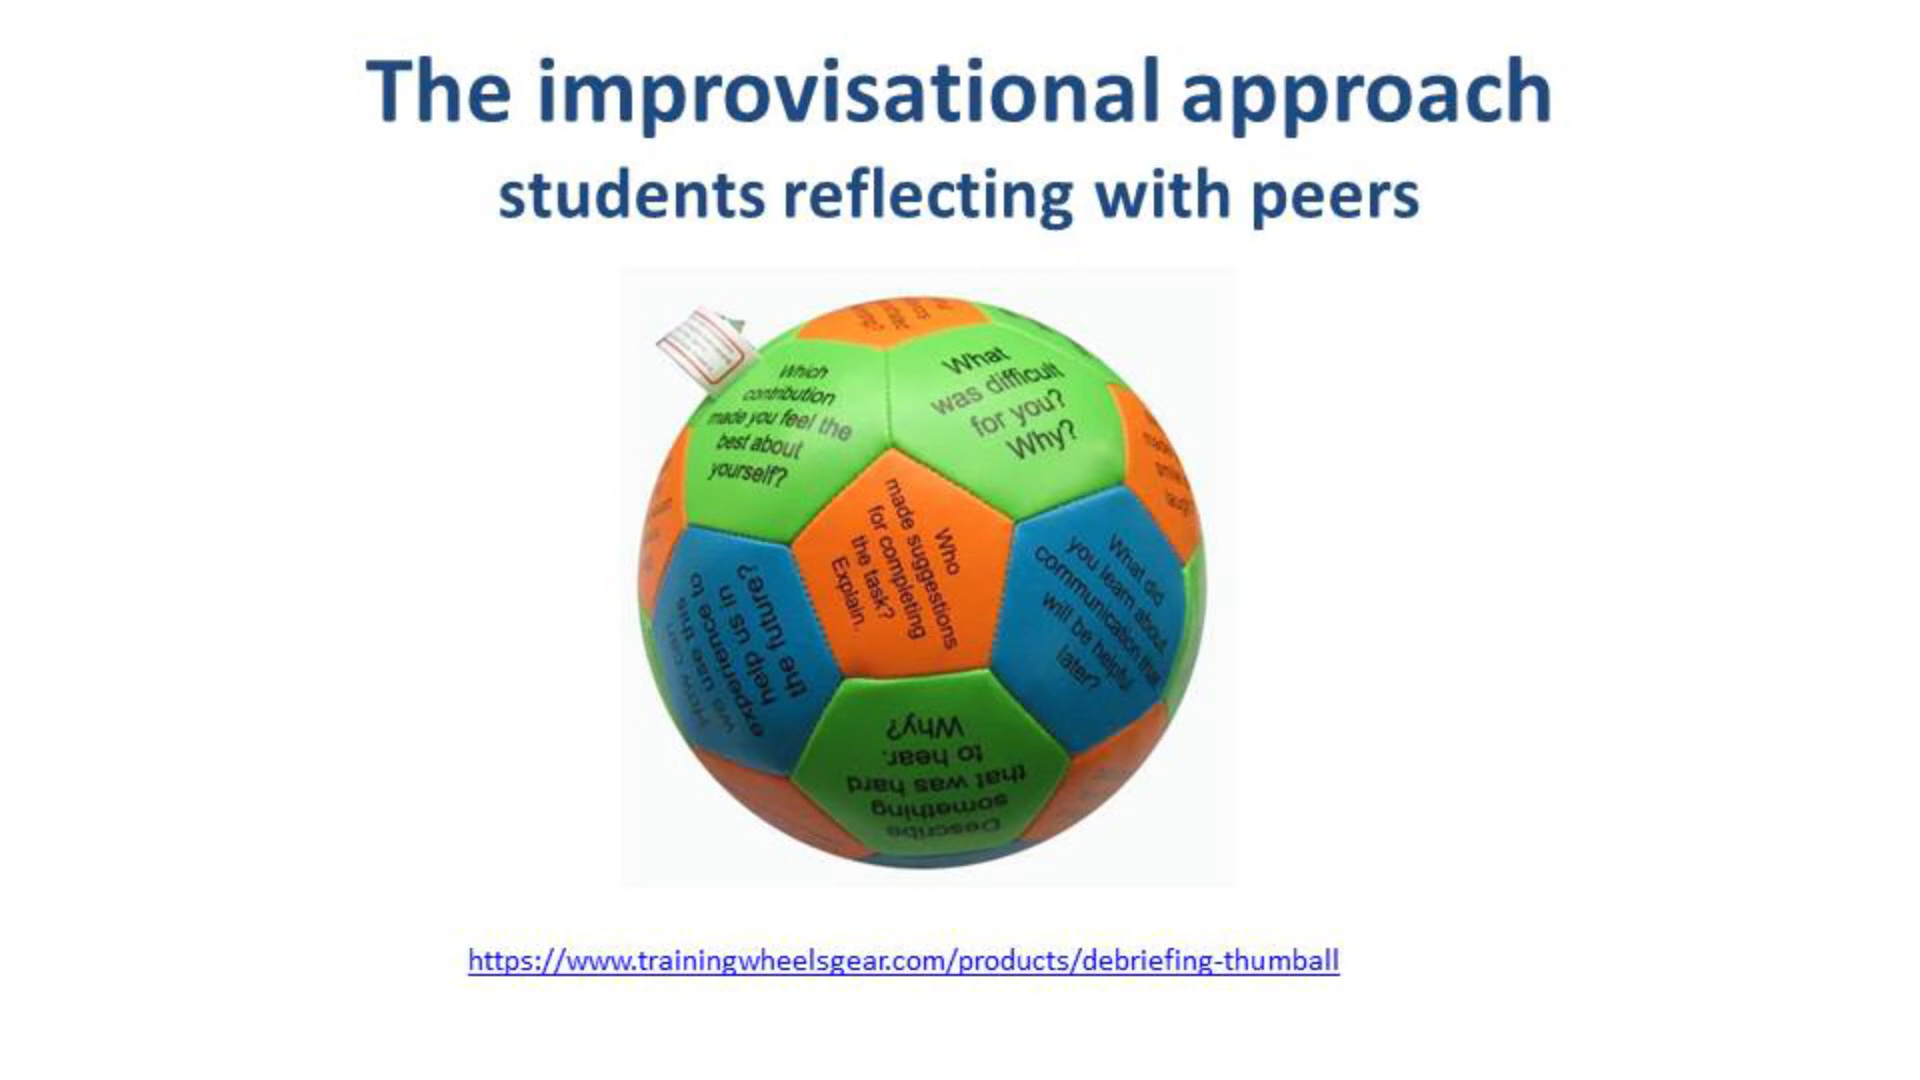 The improvisational approach
students reflecting with peers
Which
contribution
made you feel the
best about
yourself?
What
was difficult
for you?
Why?
Who
made suggestions
for completing
the task?
Explain.
What did
you learn about
communication that
will be helpful
later?
How can
we use this
experience to
help us in
the future?
Describe
something
that was hard
to hear.
Why?
https://www.trainingwheelsgear.com/products/debriefing-thumball